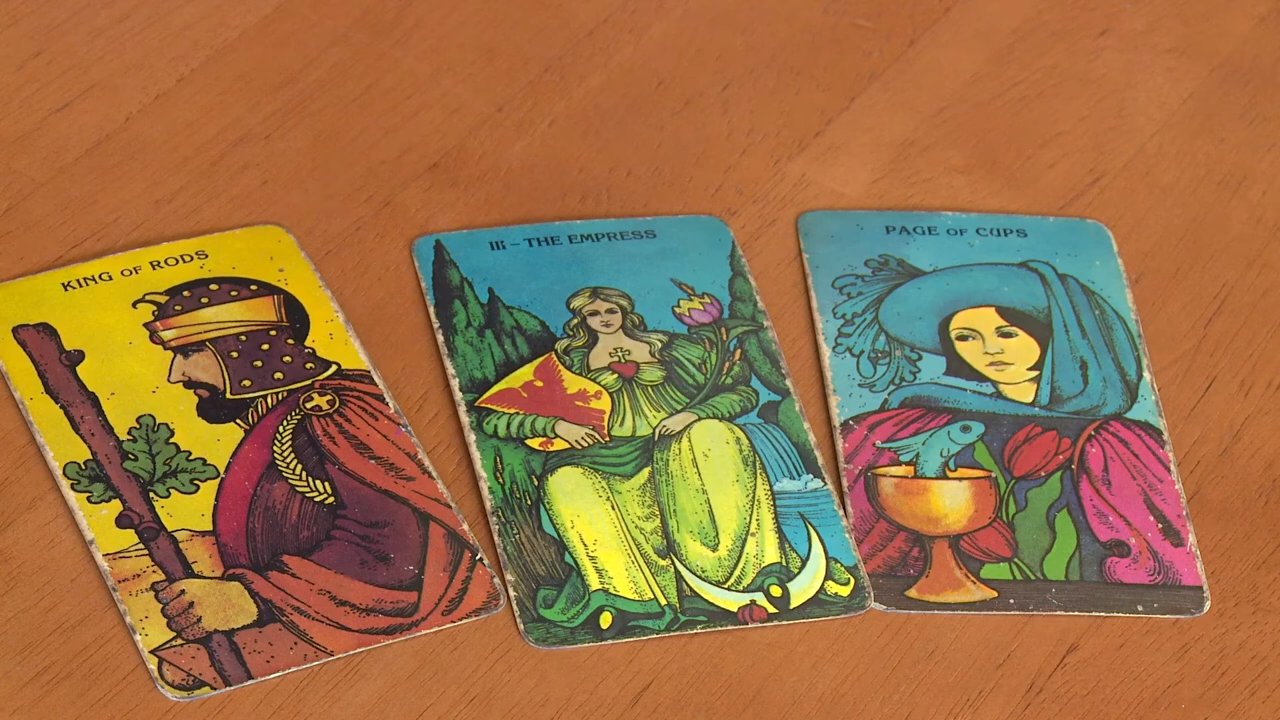 KING OF RODS
III – THE EMPRESS
PAGE OF CUPS